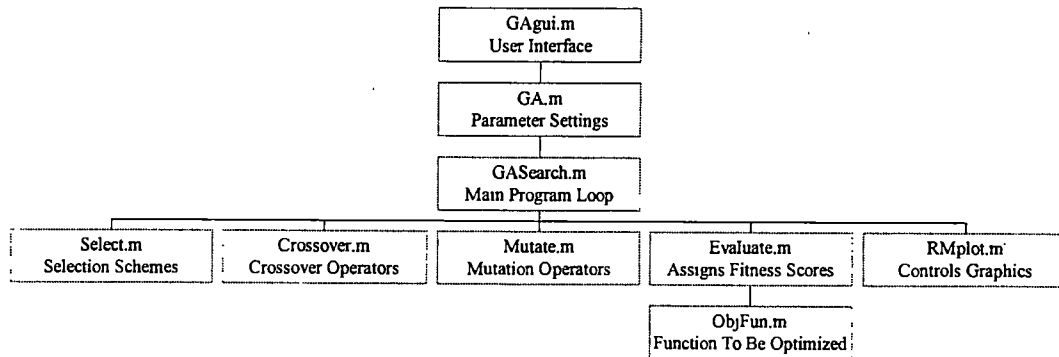 GAgui.m
User Interface
GA.m
Parameter Settings
GASearch.m
Main Program Loop
Select.m
Selection Schemes
Crossover.m
Crossover Operators
Mutate.m
Mutation Operators
Evaluate.m
Assigns Fitness Scores
RMplot.m
Controls Graphics
ObjFun.m
Function To Be Optimized